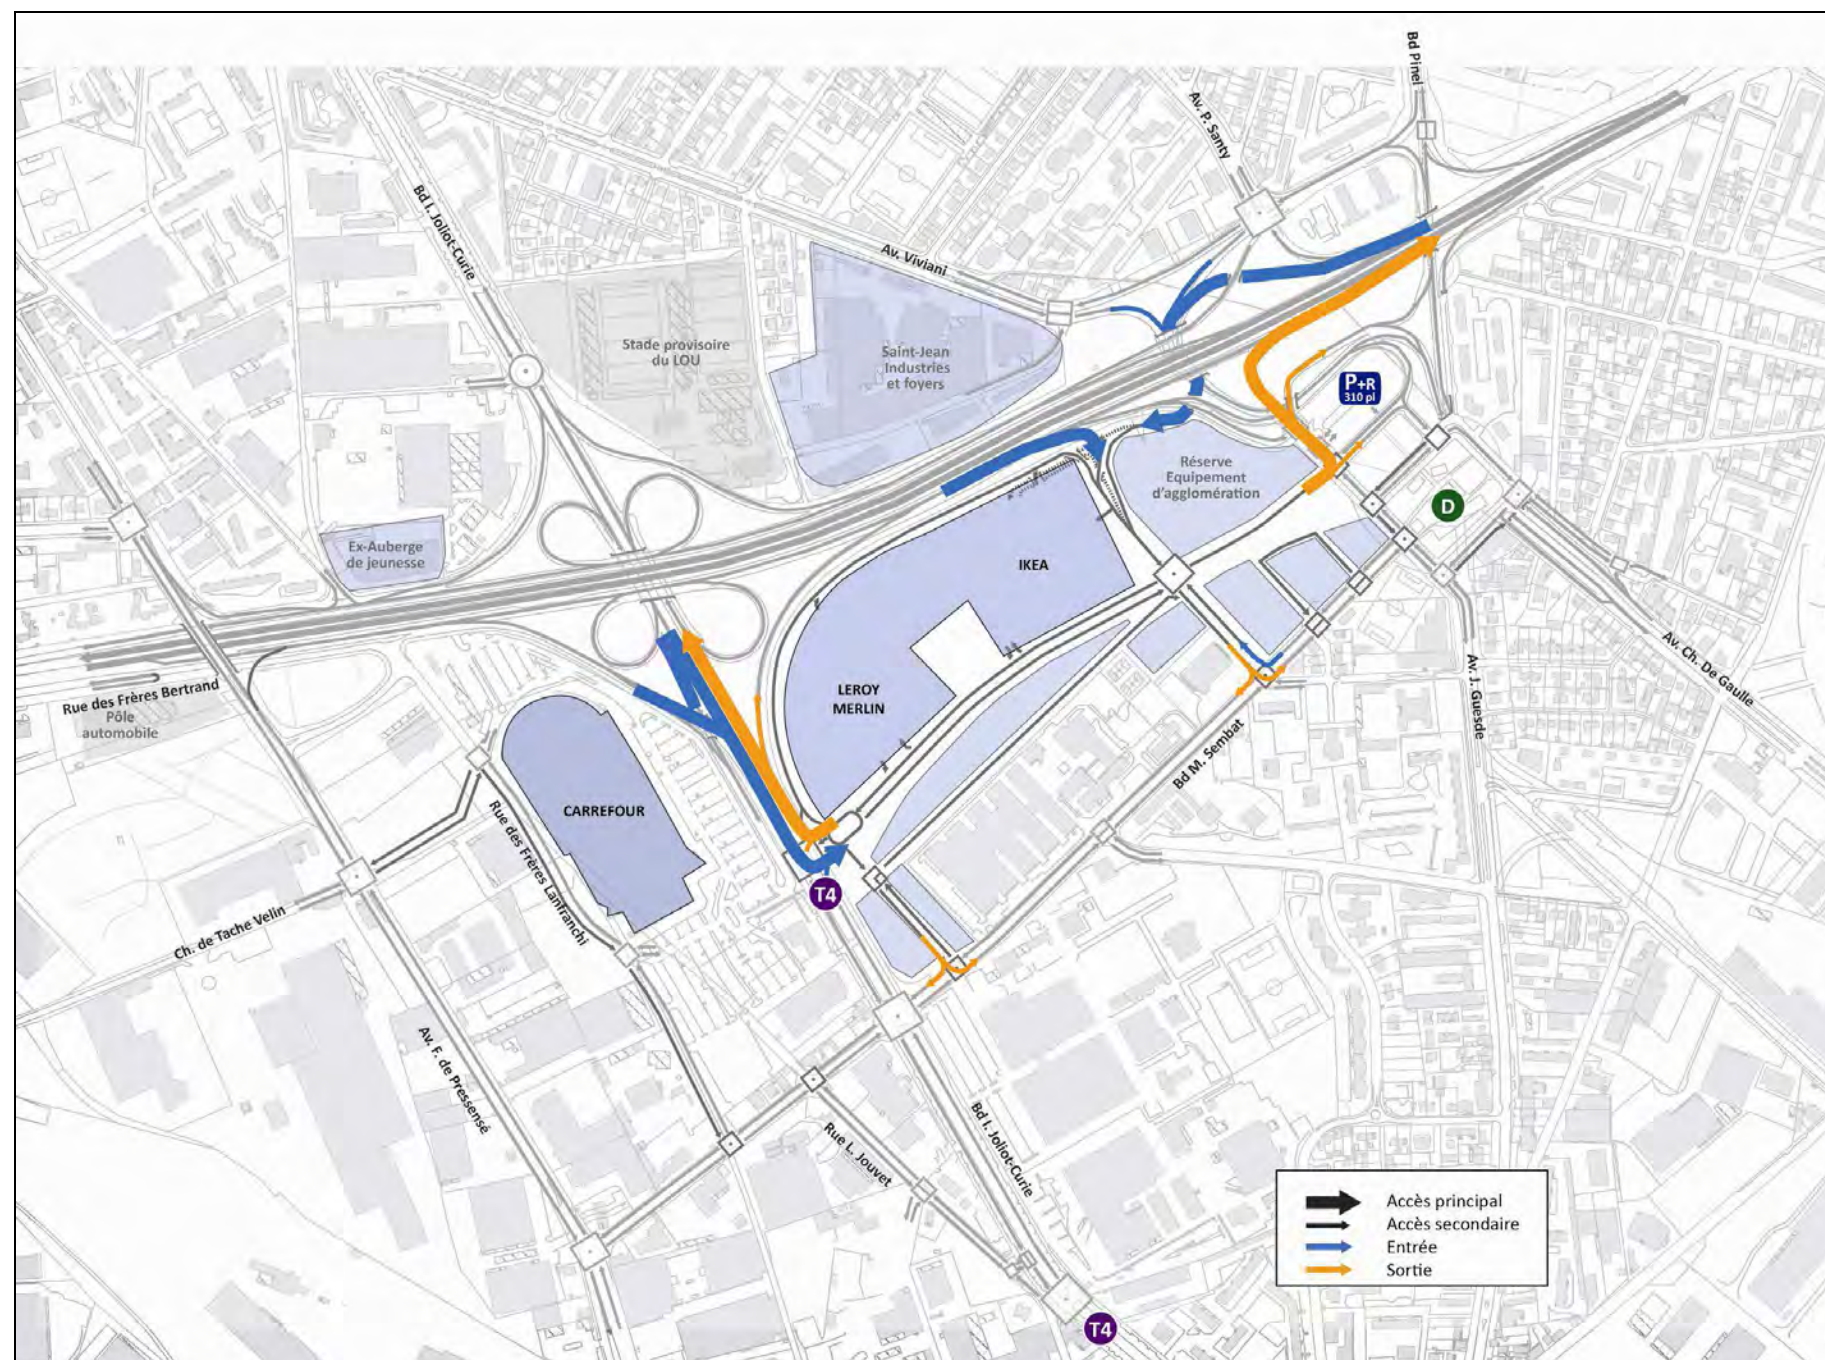 Bd Pinel
Av. P. Santy
Bd I. Joliot-Curie
Av. Viviani
Stade provisoire
du LOU
Saint-Jean
Industries
et foyers
P+R
310 pl
Réserve
Equipement
d'agglomération
D
Ex-Auberge
de jeunesse
IKEA
Av. Ch. De Gaulle
Av. J. Guesde
Rue des Frères Bertrand
Pôle
automobile
LEROY
MERLIN
Bd M. Sembat
CARREFOUR
Rue des Frères Lanfranchi
T4
Ch. de Tache Velin
Av. F. de Pressensé
Rue L. Jouvet
Bd I. Joliot-Curie
Accès principal
Accès secondaire
Entrée
Sortie
T4